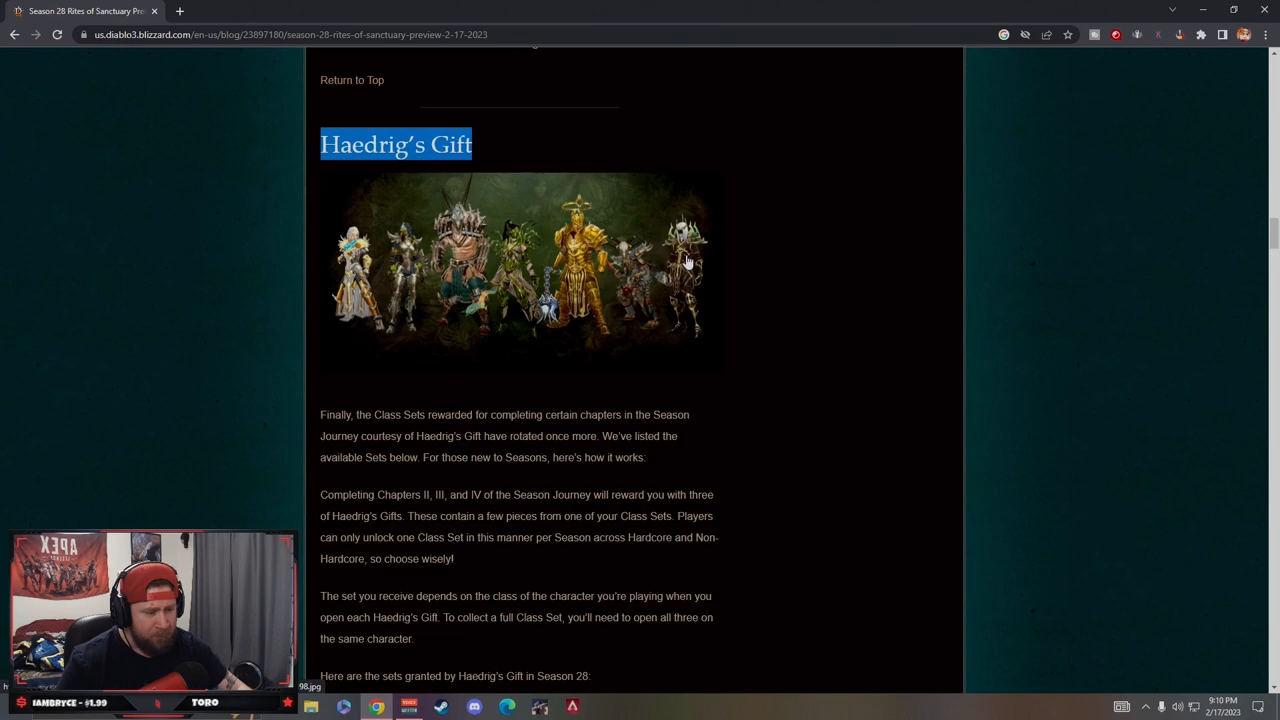 Season 28 Rites of Sanctuary Pr
us.diablo3.blizzard.com/en-us/blog/23897180/season-28-rites-of-sanctuary-preview-2-17-2023
Return to Top
Haedrig’s Gift
Finally, the Class Sets rewarded for completing certain chapters in the Season
Journey courtesy of Haedrig’s Gift have rotated once more. We’ve listed the
available Sets below. For those new to Seasons, here’s how it works:
Completing Chapters II, III, and IV of the Season Journey will reward you with three
of Haedrig’s Gifts. These contain a few pieces from one of your Class Sets. Players
can only unlock one Class Set in this manner per Season across Hardcore and Non-
Hardcore, so choose wisely!
The set you receive depends on the class of the character you’re playing when you
open each Haedrig’s Gift. To collect a full Class Set, you’ll need to open all three on
the same character.
Here are the sets granted by Haedrig’s Gift in Season 28:
APEX
98.jpg
IAMBRYCE - $1.99
TORO
9:10 PM
2/17/2023